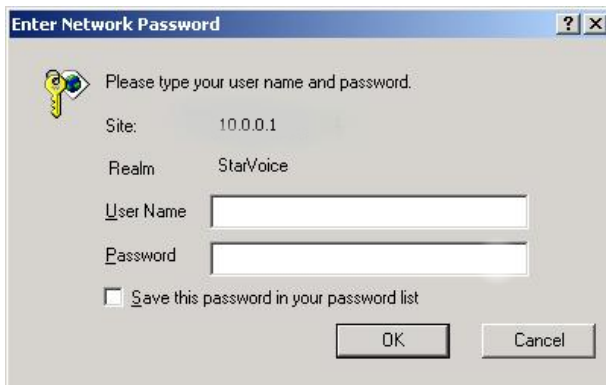 Enter Network Password
Please type your user name and password.
Site: 10.0.0.1
Realm StarVoice
User Name
Password
Save this password in your password list
OK Cancel